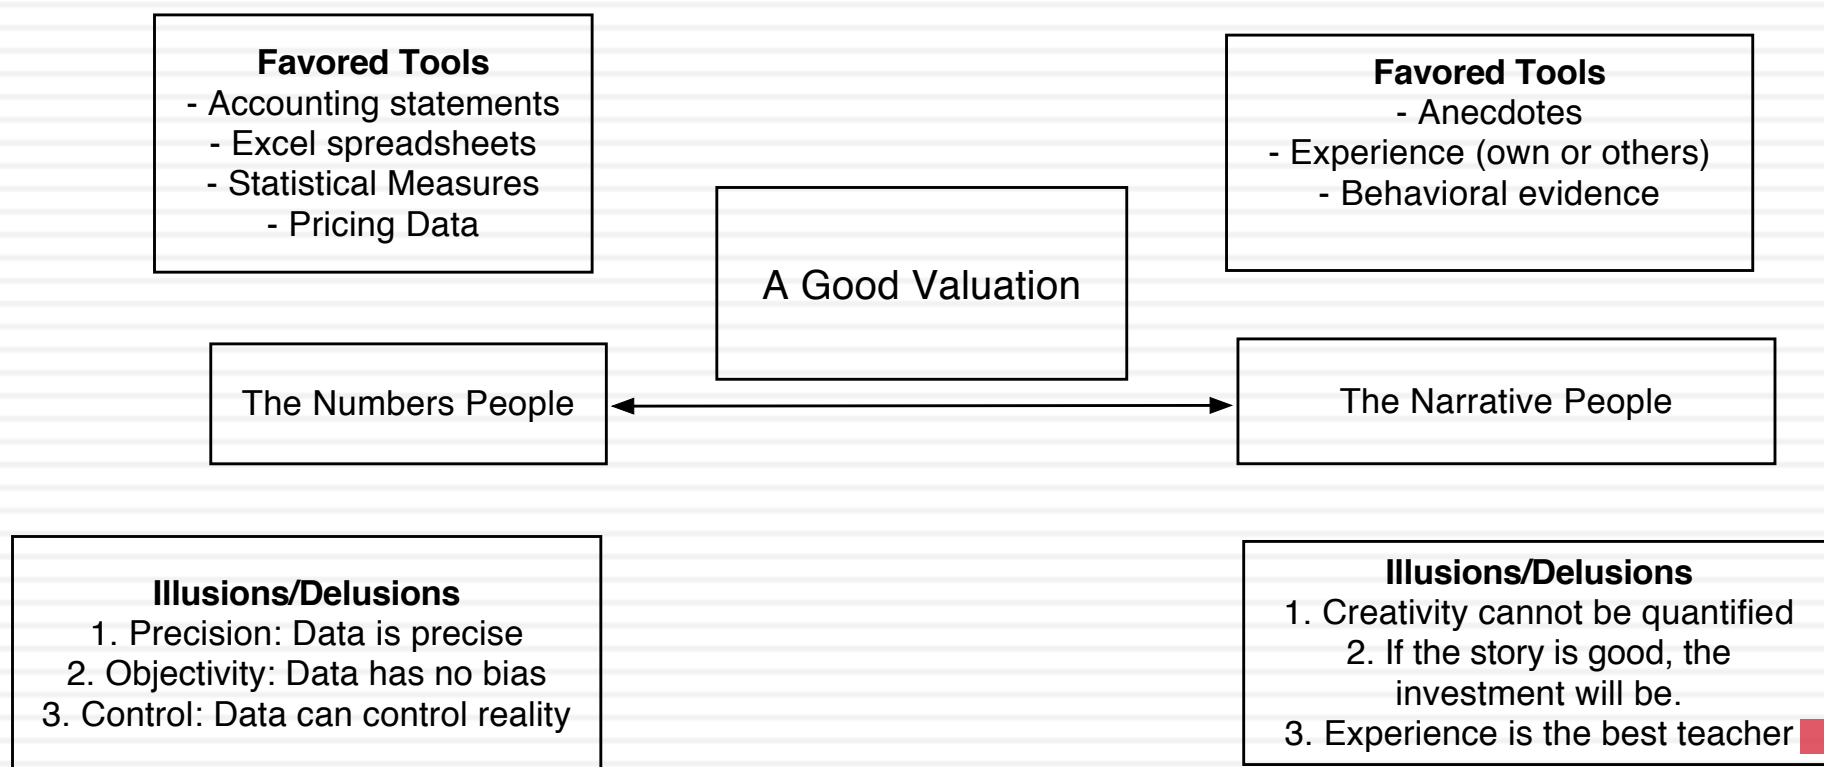 Favored Tools
- Accounting statements
- Excel spreadsheets
- Statistical Measures
- Pricing Data
Favored Tools
- Anecdotes
- Experience (own or others)
- Behavioral evidence
A Good Valuation
The Numbers People
The Narrative People
Illusions/Delusions
1. Precision: Data is precise
2. Objectivity: Data has no bias
3. Control: Data can control reality
Illusions/Delusions
1. Creativity cannot be quantified
2. If the story is good, the
investment will be.
3. Experience is the best teacher